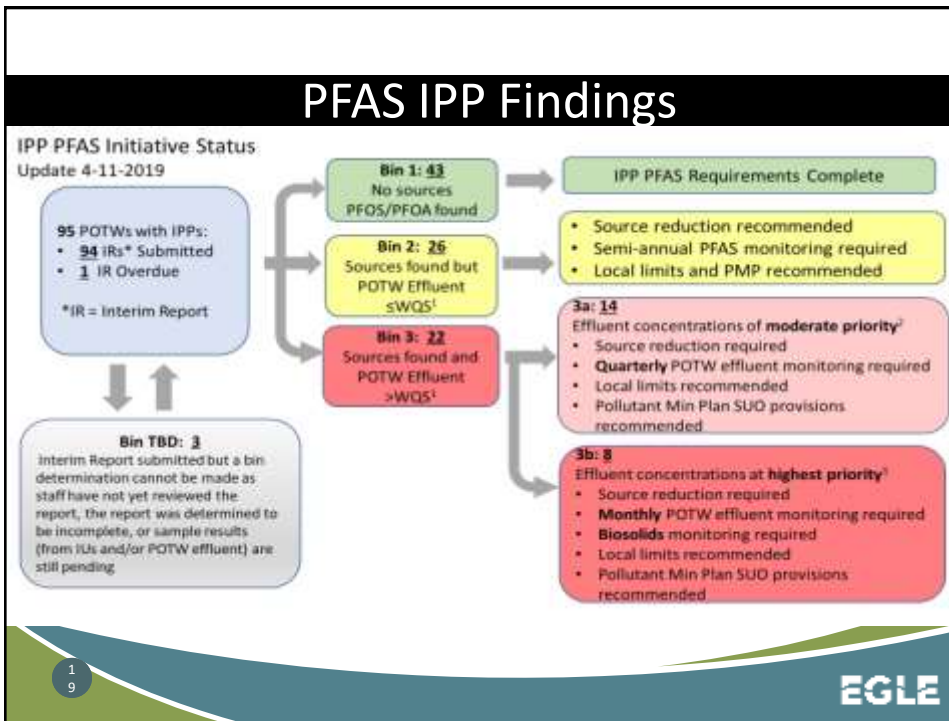 PFAS IPP Findings
IPP PFAS Initiative Status
Update 4-11-2019
95 POTWs with IPPs:
• 94 IRs* Submitted
• 1 IR Overdue
*IR = Interim Report
Bin TBD: 3
Interim Report submitted but a bin
determination cannot be made as
staff have not yet reviewed the
report, the report was determined to
be incomplete, or sample results
(from IUs and/or POTW effluent) are
still pending
Bin 1: 43
No sources
PFOS/PFOA found
Bin 2: 26
Sources found but
POTW Effluent
≤WQS¹
Bin 3: 22
Sources found and
POTW Effluent
>WQS¹
IPP PFAS Requirements Complete
• Source reduction recommended
• Semi-annual PFAS monitoring required
• Local limits and PMP recommended
3a: 14
Effluent concentrations of moderate priority²
• Source reduction required
• Quarterly POTW effluent monitoring required
• Local limits recommended
• Pollutant Min Plan SUO provisions
recommended
3b: 8
Effluent concentrations at highest priority³
• Source reduction required
• Monthly POTW effluent monitoring required
• Biosolids monitoring required
• Local limits recommended
• Pollutant Min Plan SUO provisions
recommended
1
9
EGLE